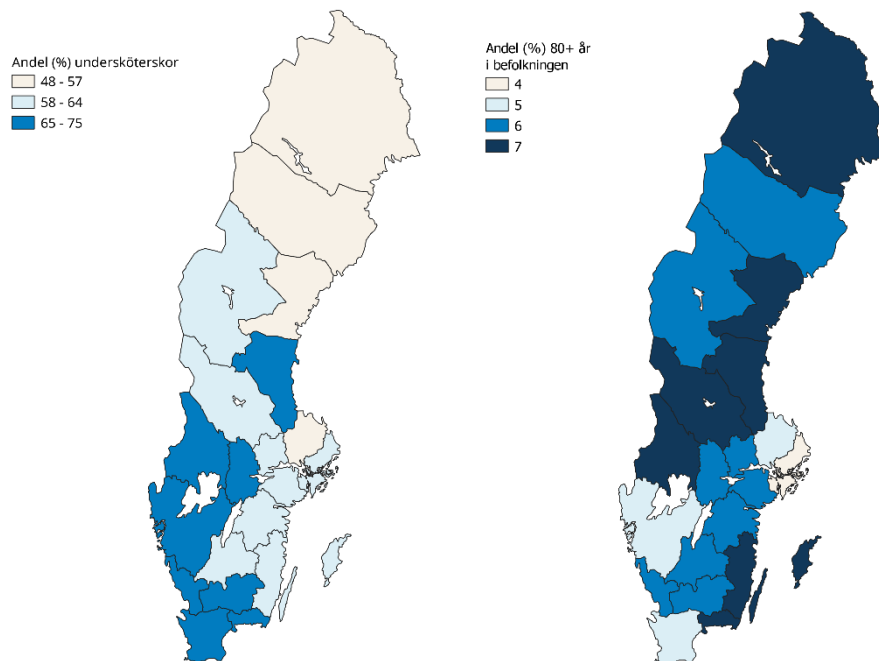 Andel (%) undersköterskor
48 - 57
58 - 64
65 - 75
Andel (%) 80+ år
i befolkningen
4
5
6
7